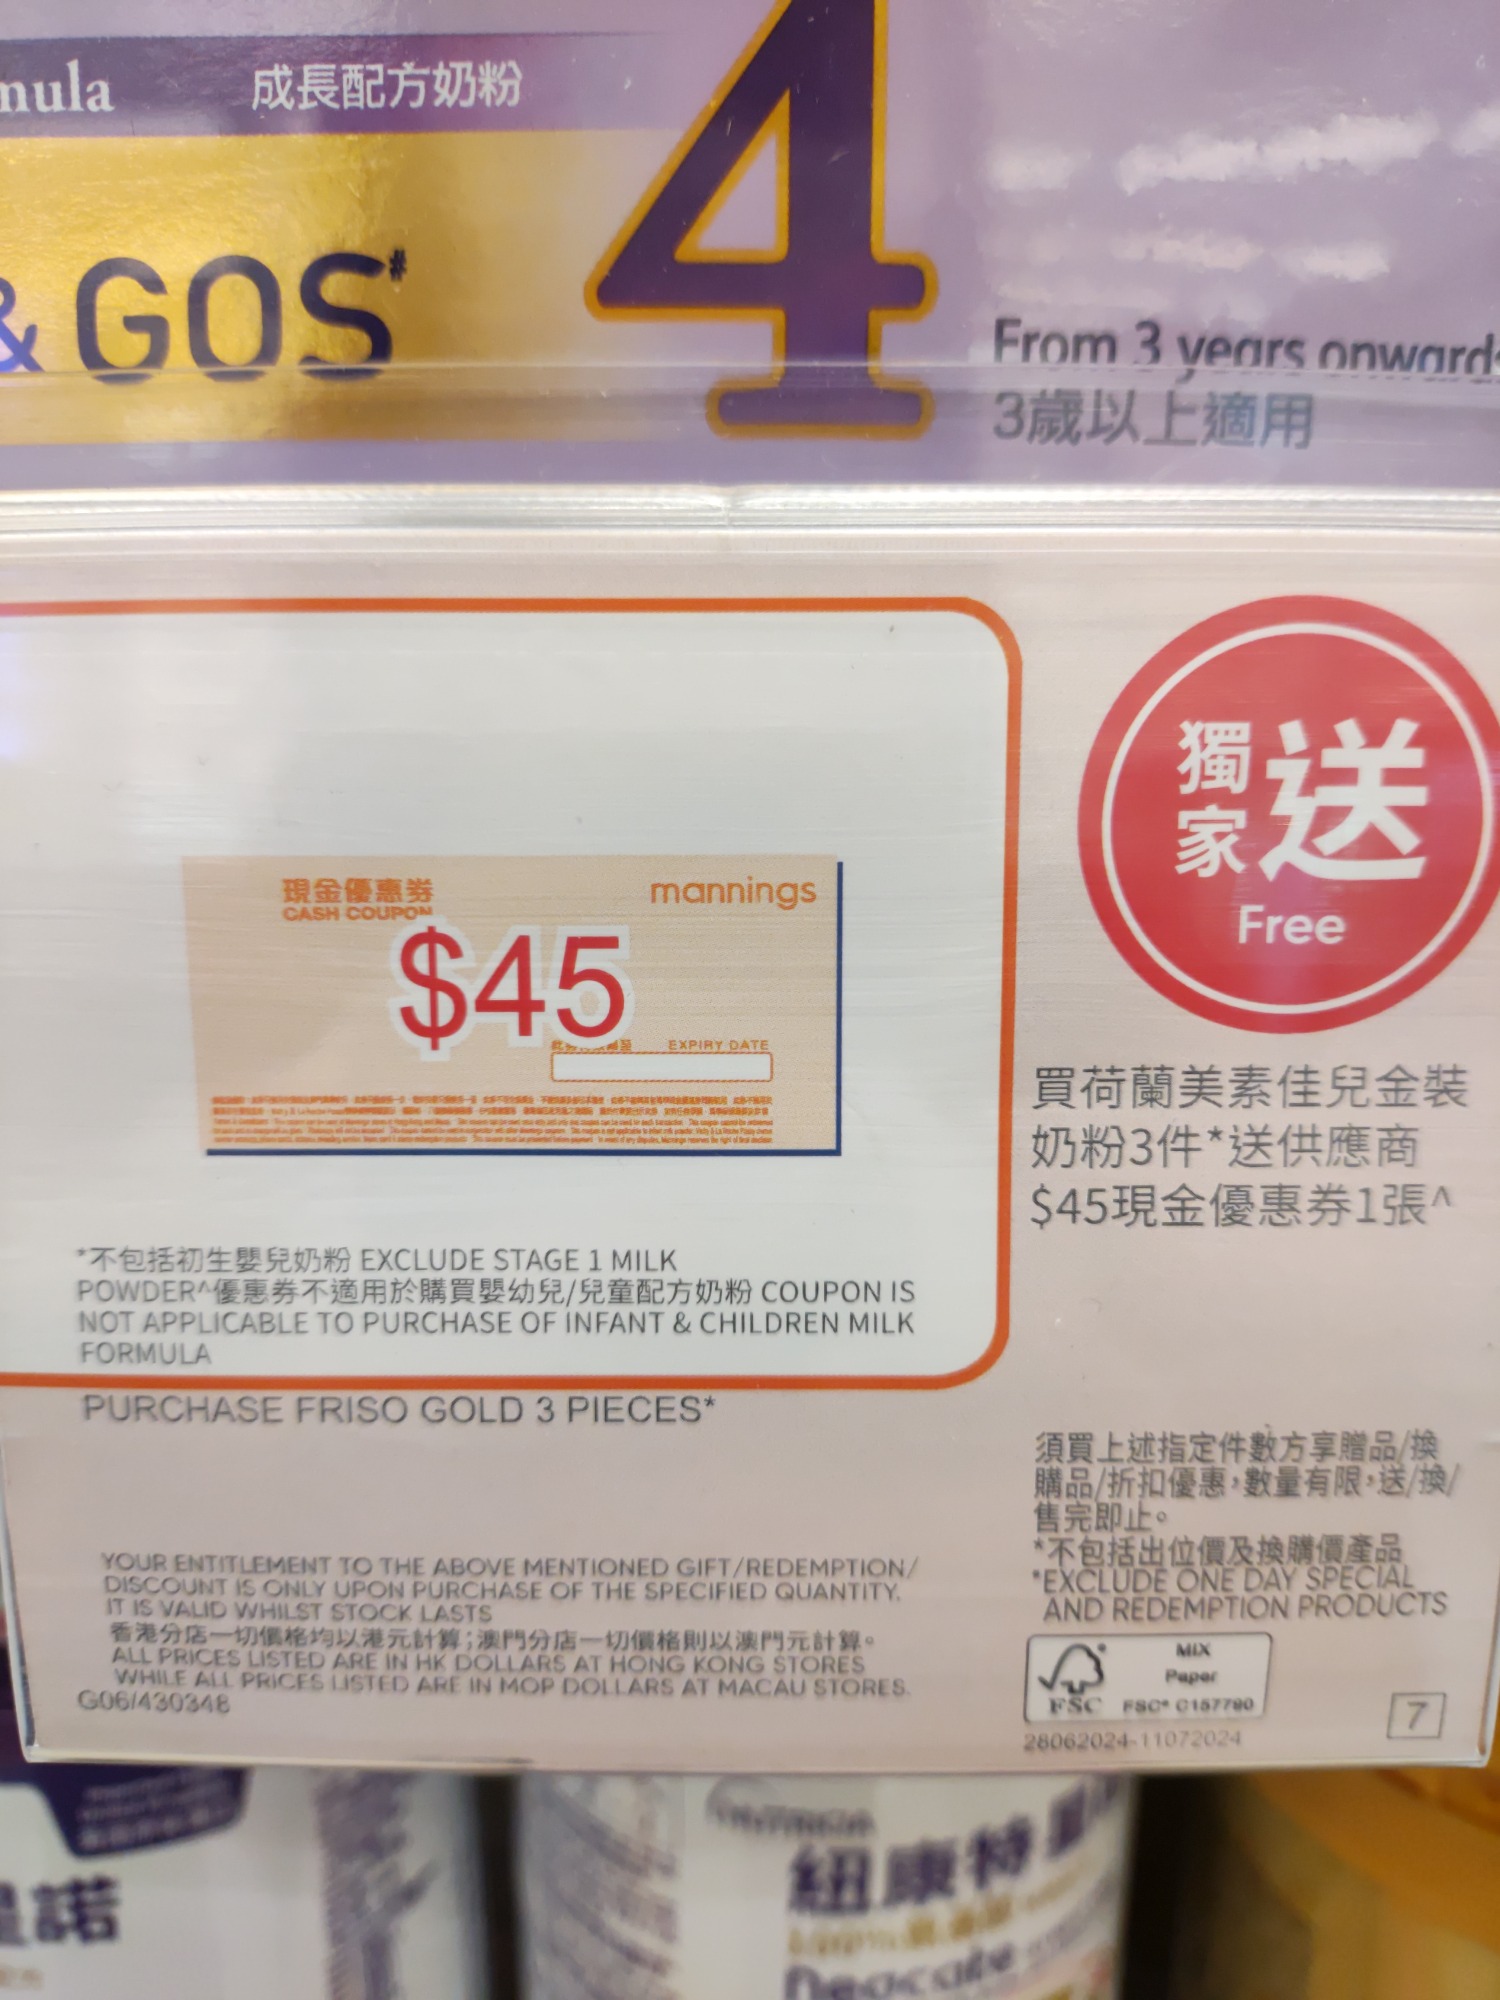 mula
成長配方奶粉
& GOS#
4
From 3 years onwards
3歲以上適用
現金優惠券
CASH COUPON
mannings
$45
EXPIRY DATE
獨家送
Free
買荷蘭美素佳兒金裝
奶粉3件*送供應商
$45現金優惠券1張^
*不包括初生嬰兒奶粉 EXCLUDE STAGE 1 MILK
POWDER^優惠券不適用於購買嬰幼兒/兒童配方奶粉 COUPON IS
NOT APPLICABLE TO PURCHASE OF INFANT & CHILDREN MILK
FORMULA
PURCHASE FRISO GOLD 3 PIECES*
須買上述指定件數方享贈品/換
購品/折扣優惠,數量有限,送/換/
售完即止。
*不包括出位價及換購價產品
*EXCLUDE ONE DAY SPECIAL
AND REDEMPTION PRODUCTS
YOUR ENTITLEMENT TO THE ABOVE MENTIONED GIFT/REDEMPTION/
DISCOUNT IS ONLY UPON PURCHASE OF THE SPECIFIED QUANTITY.
IT IS VALID WHILST STOCK LASTS
香港分店一切價格均以港元計算;澳門分店一切價格則以澳門元計算。
ALL PRICES LISTED ARE IN HK DOLLARS AT HONG KONG STORES
WHILE ALL PRICES LISTED ARE IN MOP DOLLARS AT MACAU STORES.
G06/430348
FSC
MIX
Paper
FSC® C157790
7
28062024-11072024
諾
紐康特
Neocate